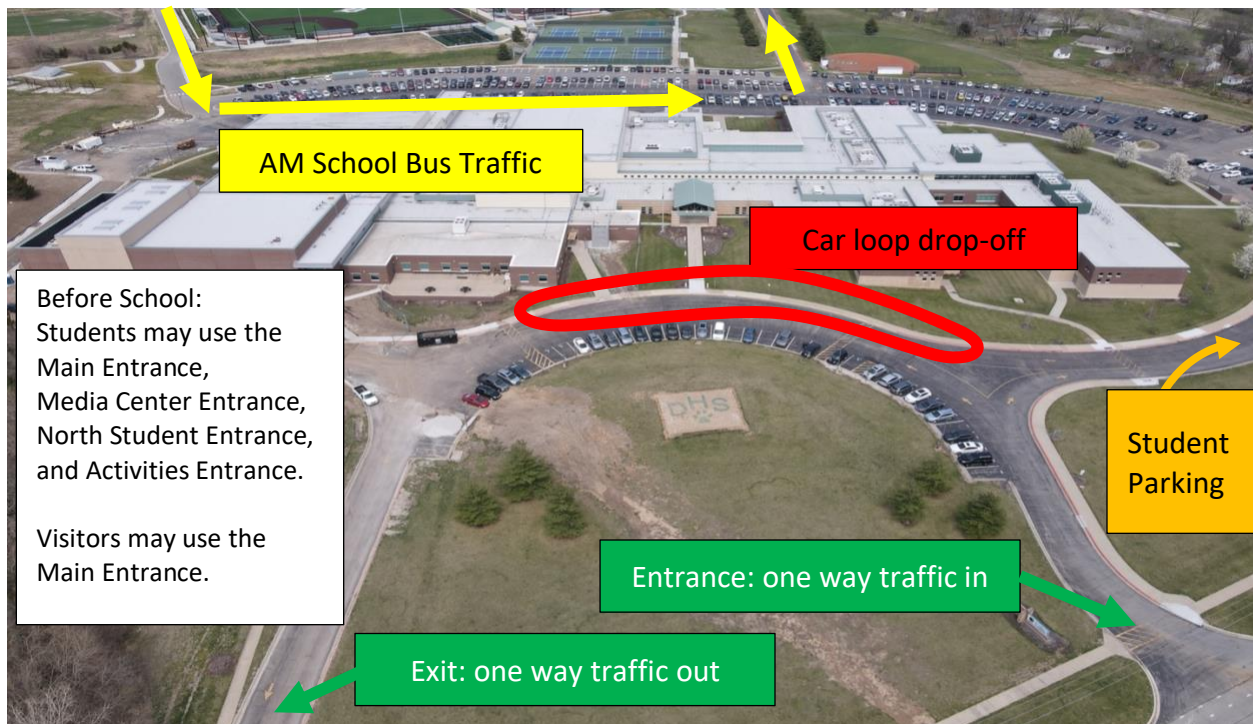 AM School Bus Traffic
Car loop drop-off
Before School:
Students may use the
Main Entrance,
Media Center Entrance,
North Student Entrance,
and Activities Entrance.
Visitors may use the
Main Entrance.
DHS
Student
Parking
Entrance: one way traffic in
Exit: one way traffic out